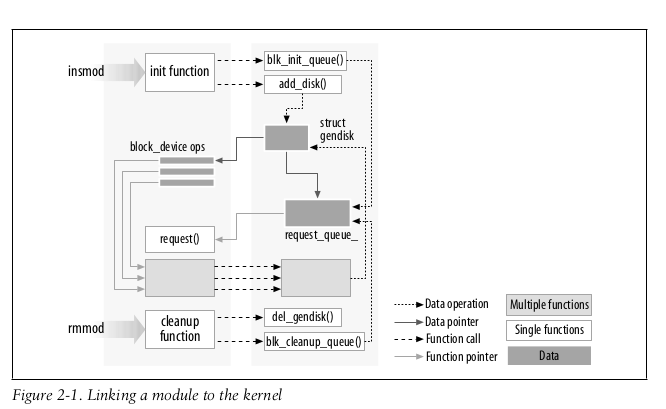 insmod
init function
blk_init_queue()
add_disk()
struct
gendisk
block_device ops
request_queue_
request()
rmmod
cleanup
function
del_gendisk()
blk_cleanup_queue()
Data operation
Data pointer
Function call
Function pointer
Multiple functions
Single functions
Data
Figure 2-1. Linking a module to the kernel